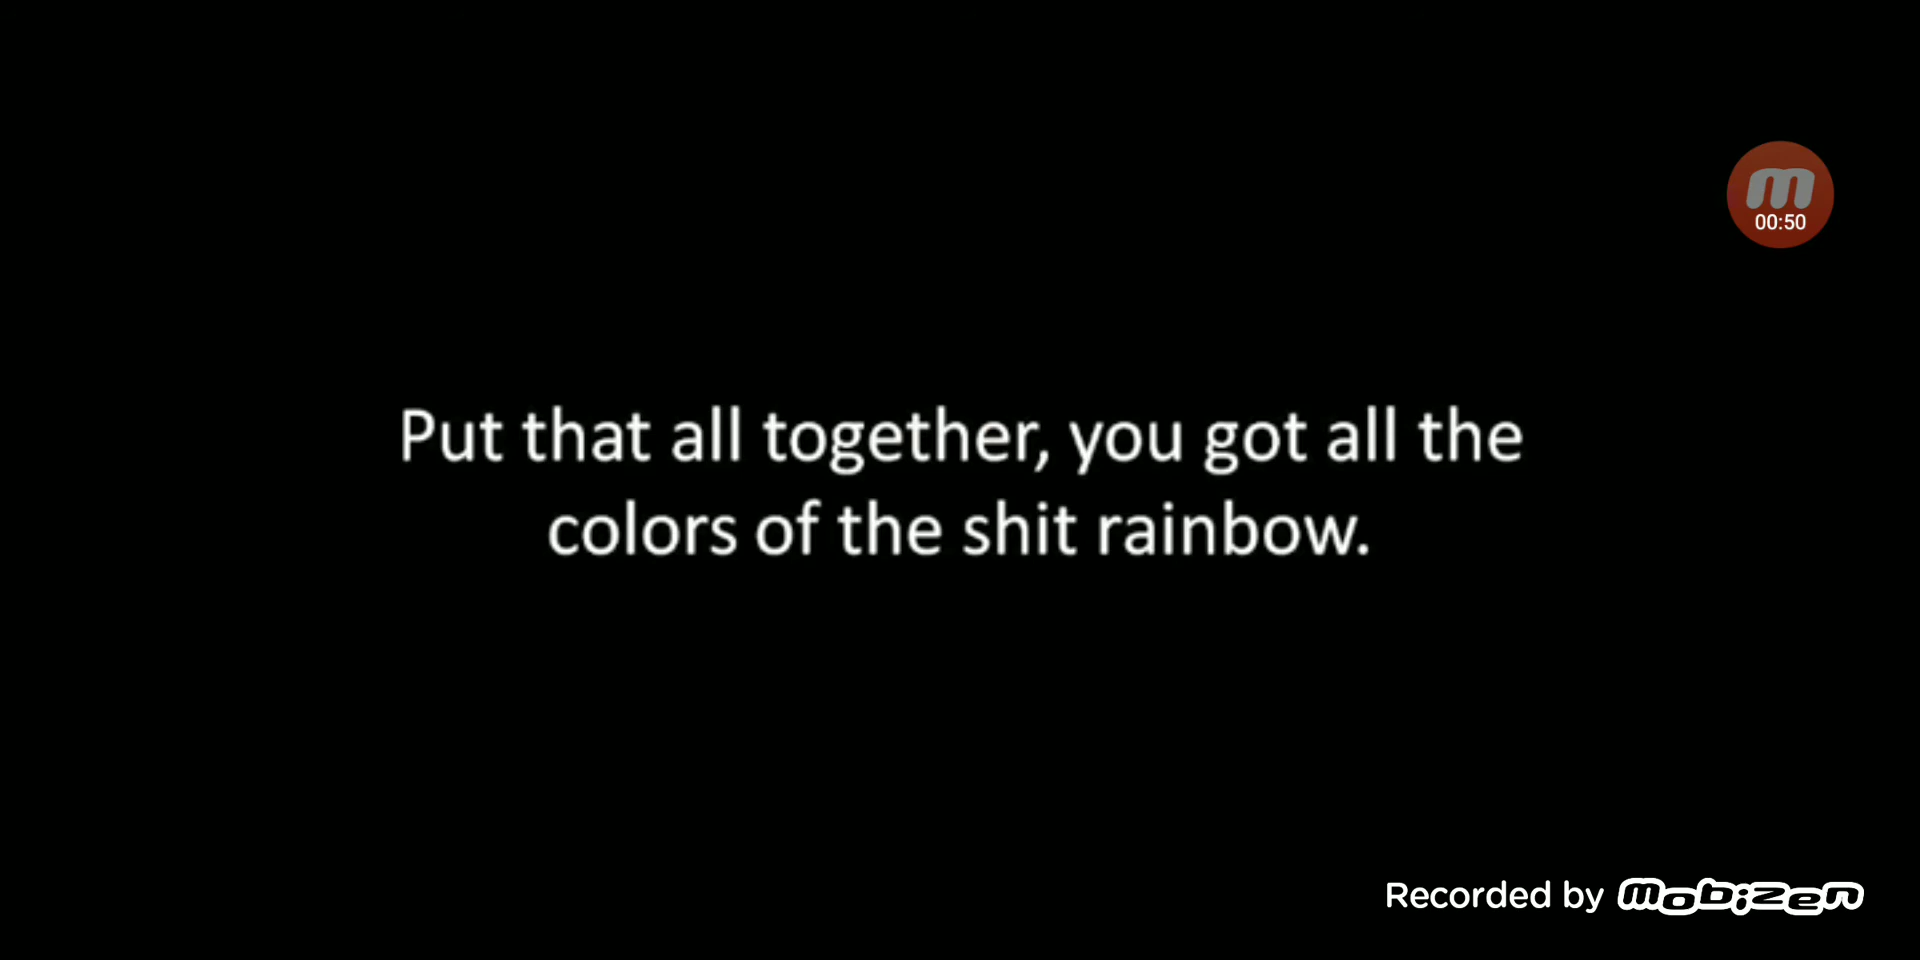 m
00:50
Put that all together, you got all the
colors of the shit rainbow.
Recorded by mobizen